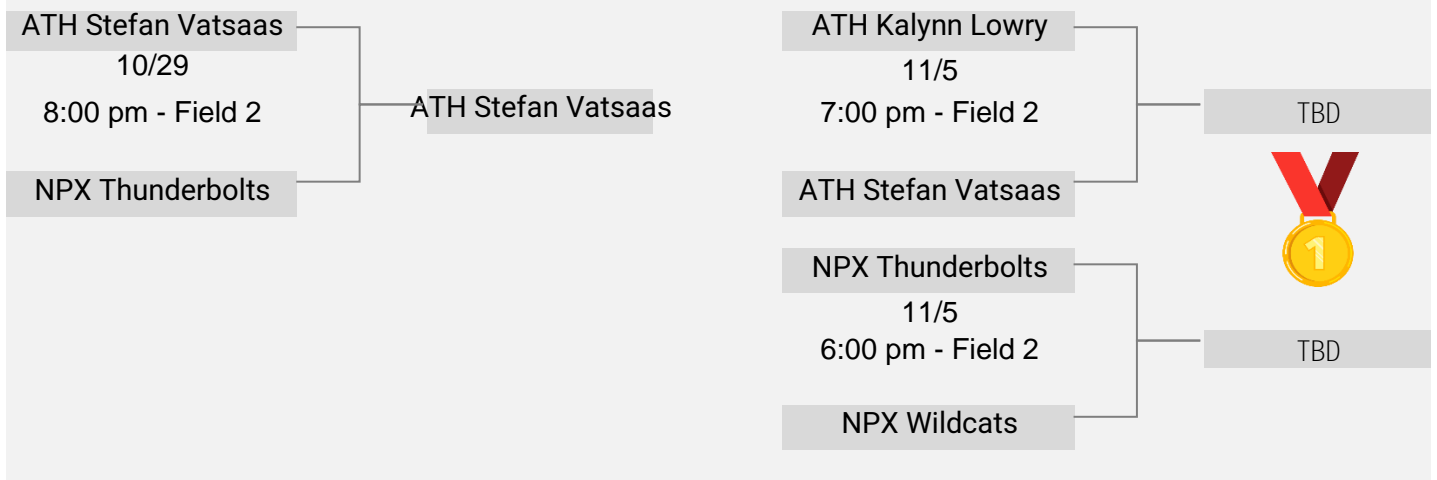 ATH Stefan Vatsaas
10/29
8:00 pm - Field 2
NPX Thunderbolts
ATH Stefan Vatsaas
ATH Kalynn Lowry
11/5
7:00 pm - Field 2
ATH Stefan Vatsaas
TBD
1
NPX Thunderbolts
11/5
6:00 pm - Field 2
NPX Wildcats
TBD